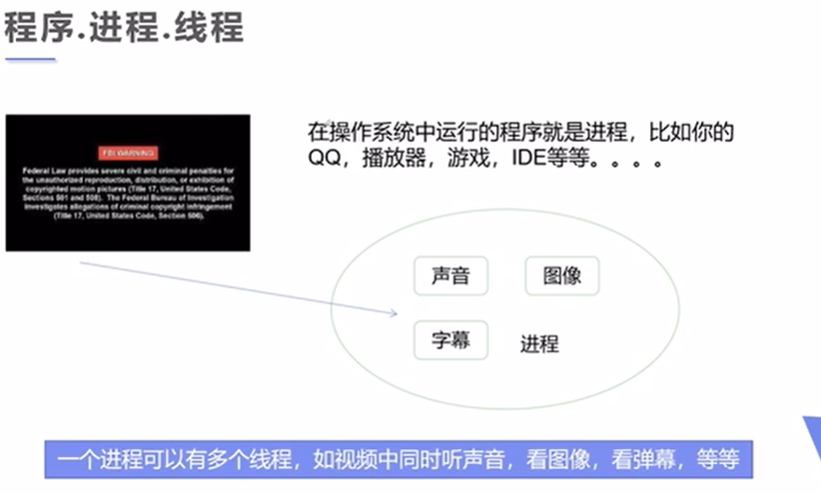 程序.进程.线程
在操作系统中运行的程序就是进程，比如你的
QQ，播放器，游戏，IDE等等。。。。
FBI WARNING
Federal Law provides severe civil and criminal penalties for
the unauthorized reproduction, distribution, or exhibition of
copyrighted motion pictures (Title 17, United States Code,
Sections 501 and 508). The Federal Bureau of Investigation
investigates allegations of criminal copyright infringement
(Title 17, United States Code, Section 506).
声音
图像
字幕
进程
一个进程可以有多个线程，如视频中同时听声音，看图像，看弹幕，等等